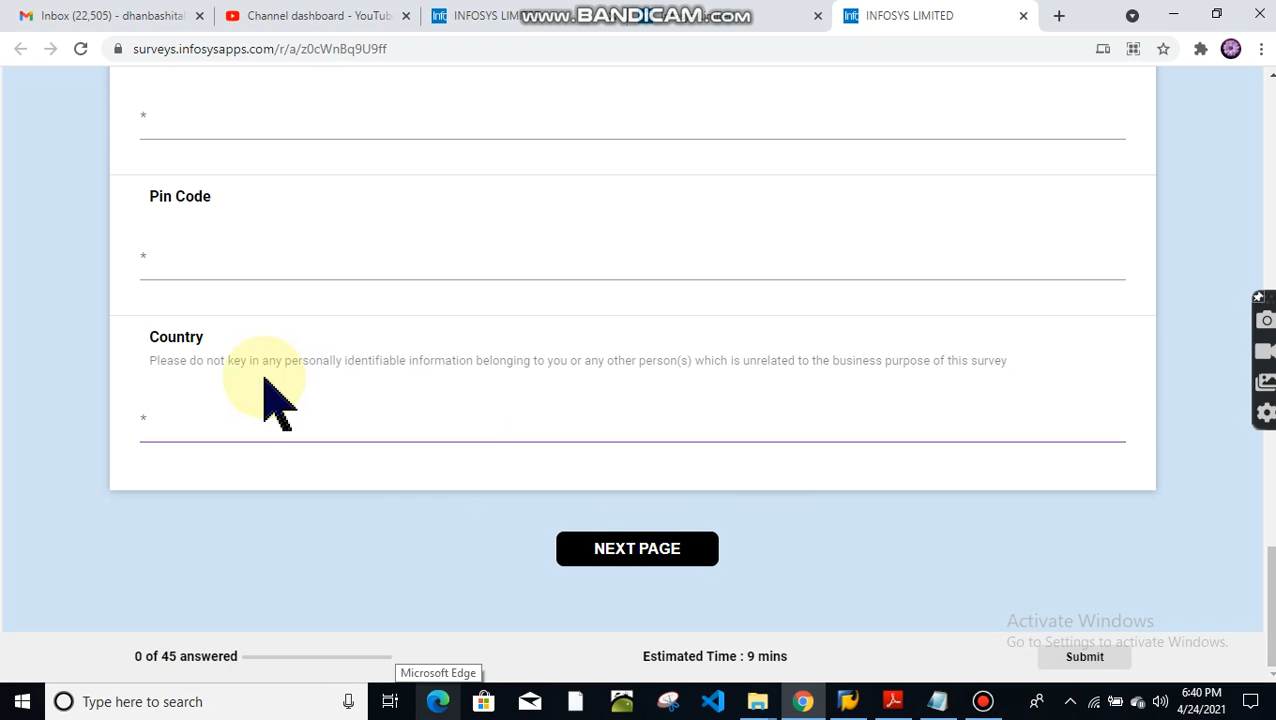 Inbox (22,505) - dhanbashital
Channel dashboard - YouTube
INFOSYS LIM
www.BANDICAM.com
INFOSYS LIMITED
surveys.infosysapps.com/r/a/z0cWnBq9U9ff
*
Pin Code
*
Country
Please do not key in any personally identifiable information belonging to you or any other person(s) which is unrelated to the business purpose of this survey
*
NEXT PAGE
Activate Windows
Go to Settings to activate Windows.
0 of 45 answered
Estimated Time : 9 mins
Submit
Microsoft Edge
Type here to search
6:40 PM
4/24/2021